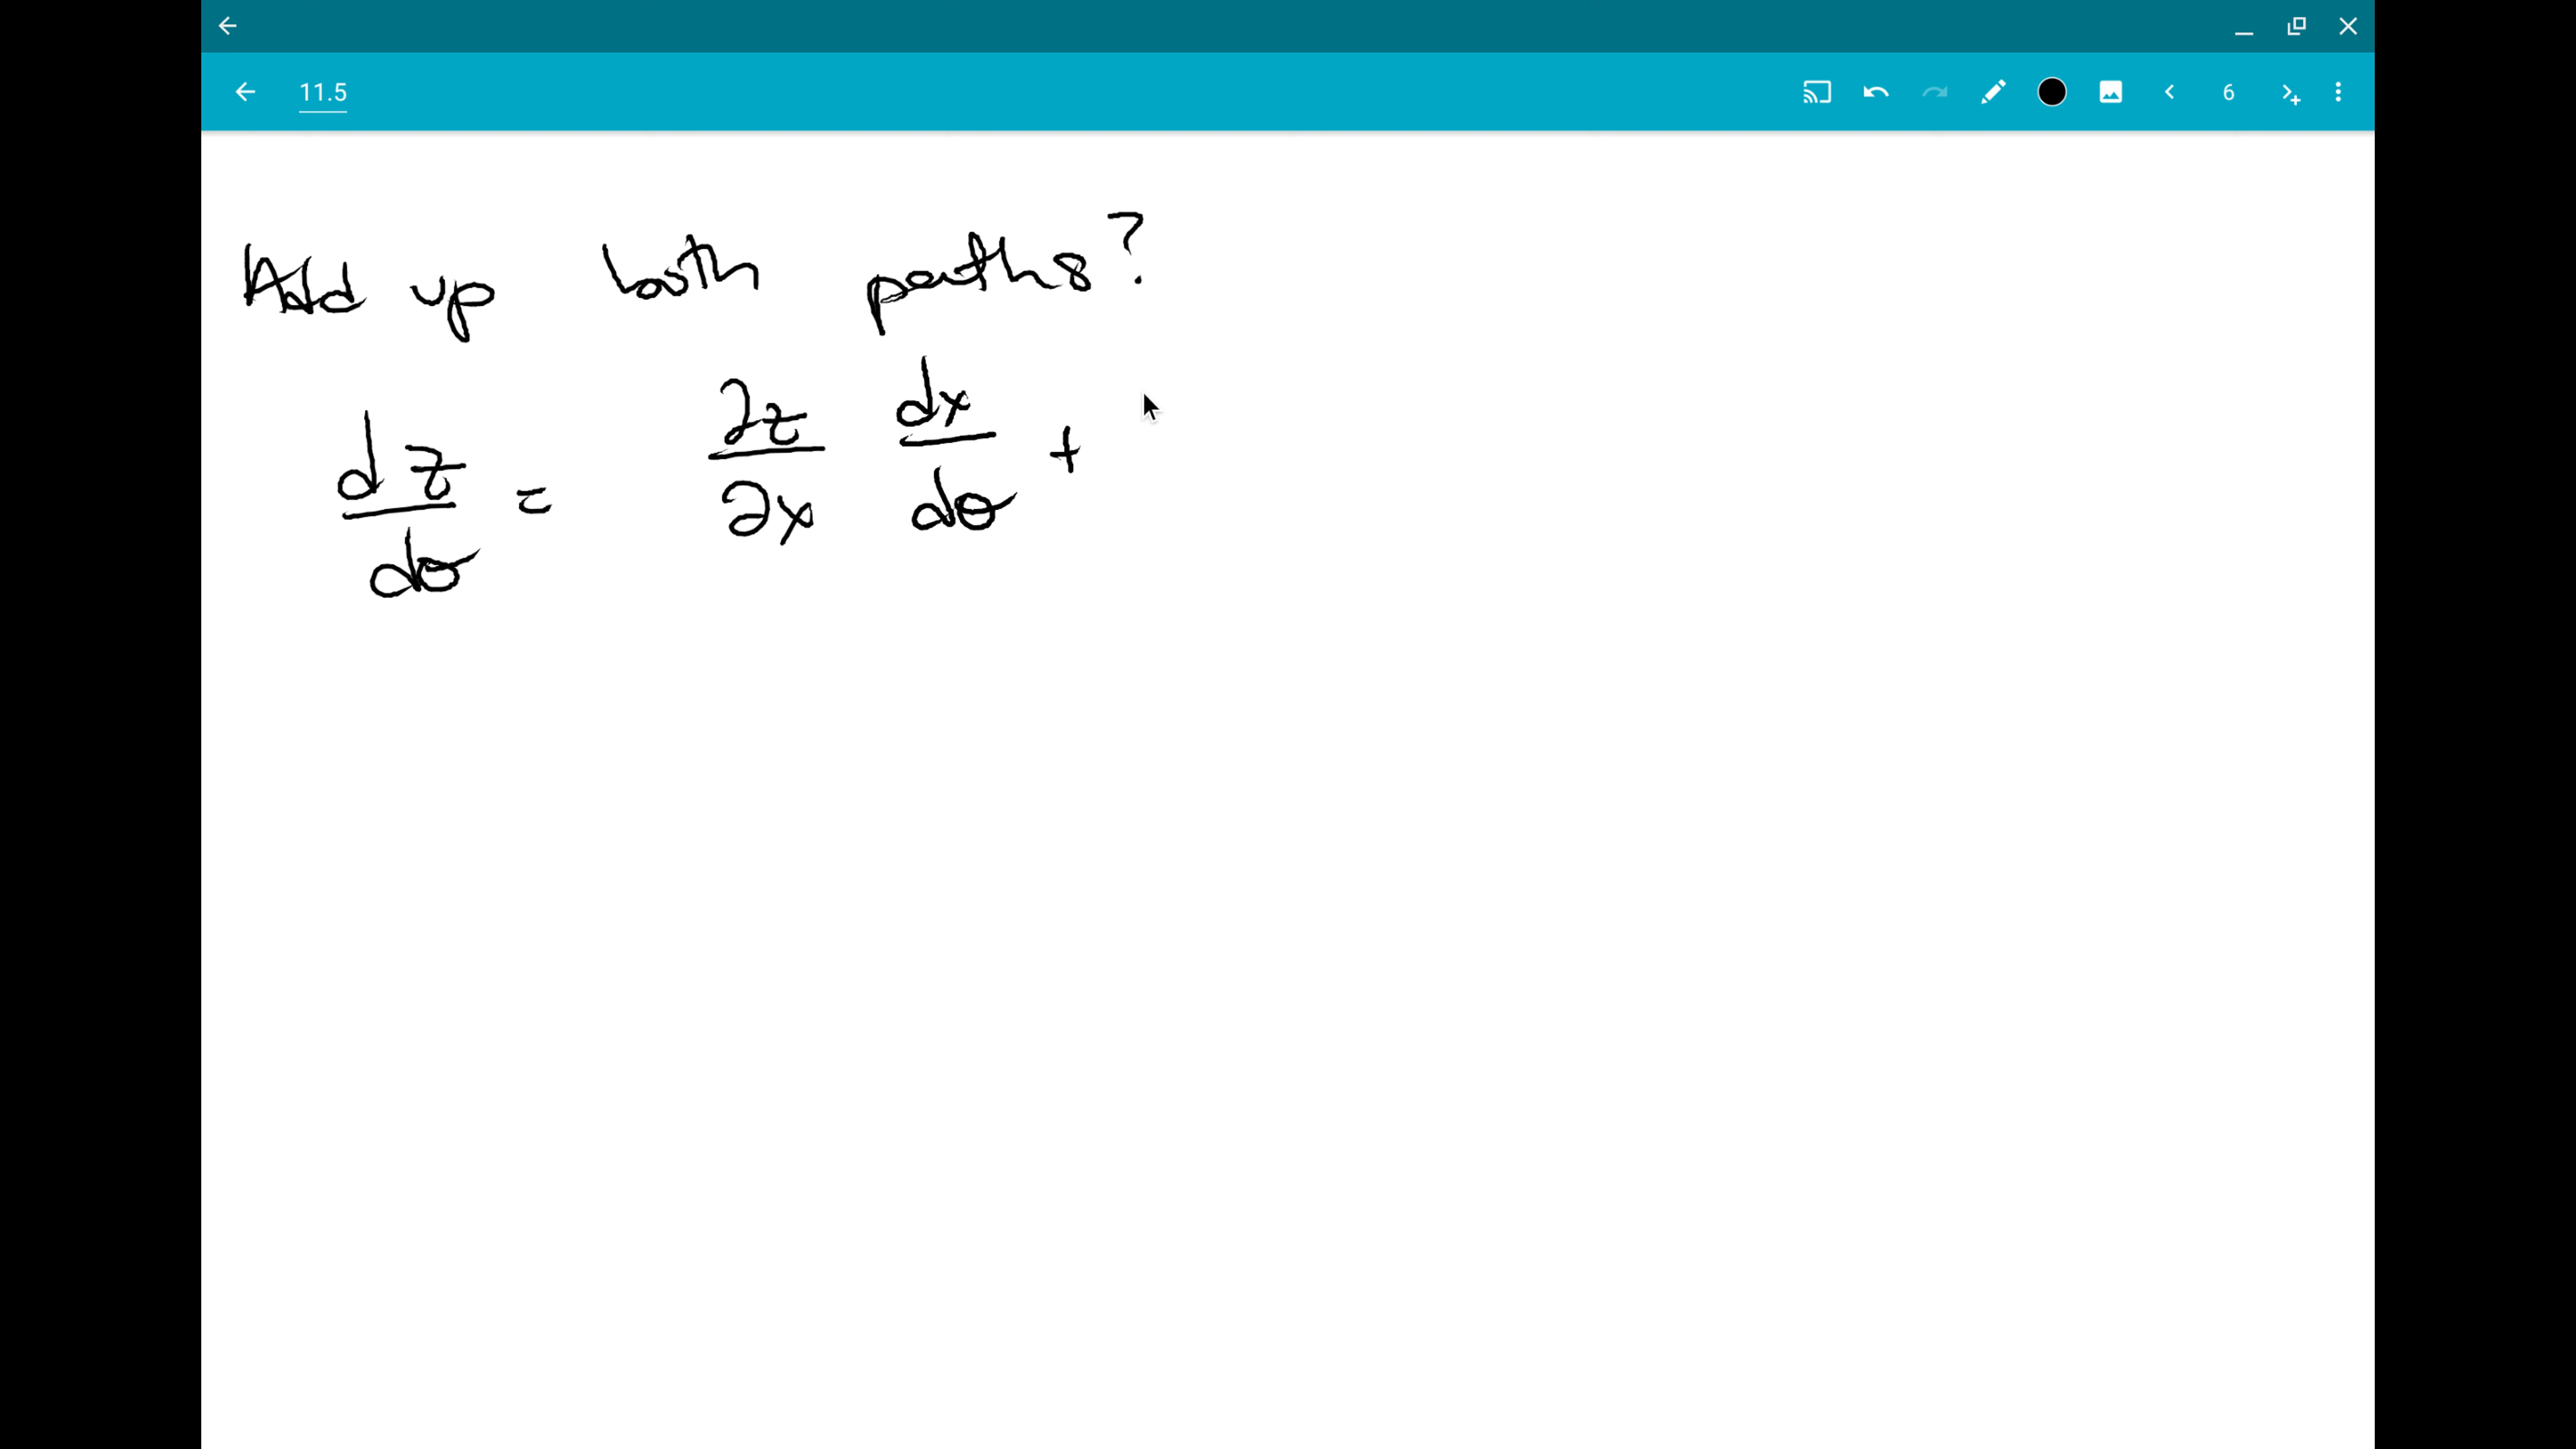 11.5
6
Add up both paths?
dz/dθ = ∂z/∂x dx/dθ +